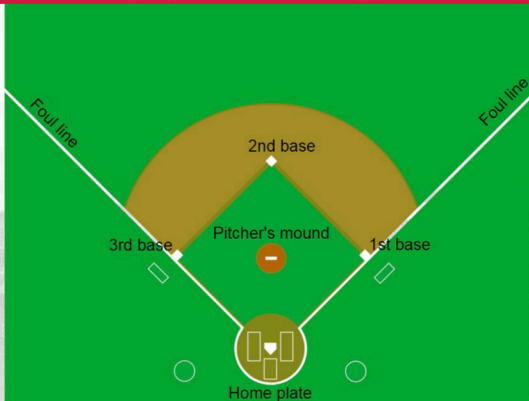 Foul line
Foul line
2nd base
Pitcher's mound
3rd base
1st base
Home plate